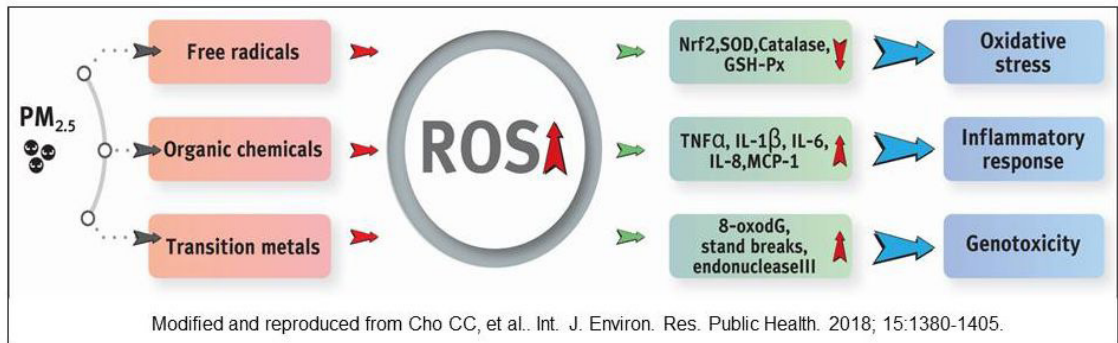 PM2.5
Free radicals
Organic chemicals
Transition metals
ROS
Nrf2,SOD,Catalase,
GSH-Px
TNFα, IL-1β, IL-6,
IL-8,MCP-1
8-oxodG,
stand breaks,
endonucleaseIII
Oxidative
stress
Inflammatory
response
Genotoxicity
Modified and reproduced from Cho CC, et al.. Int. J. Environ. Res. Public Health. 2018; 15:1380-1405.